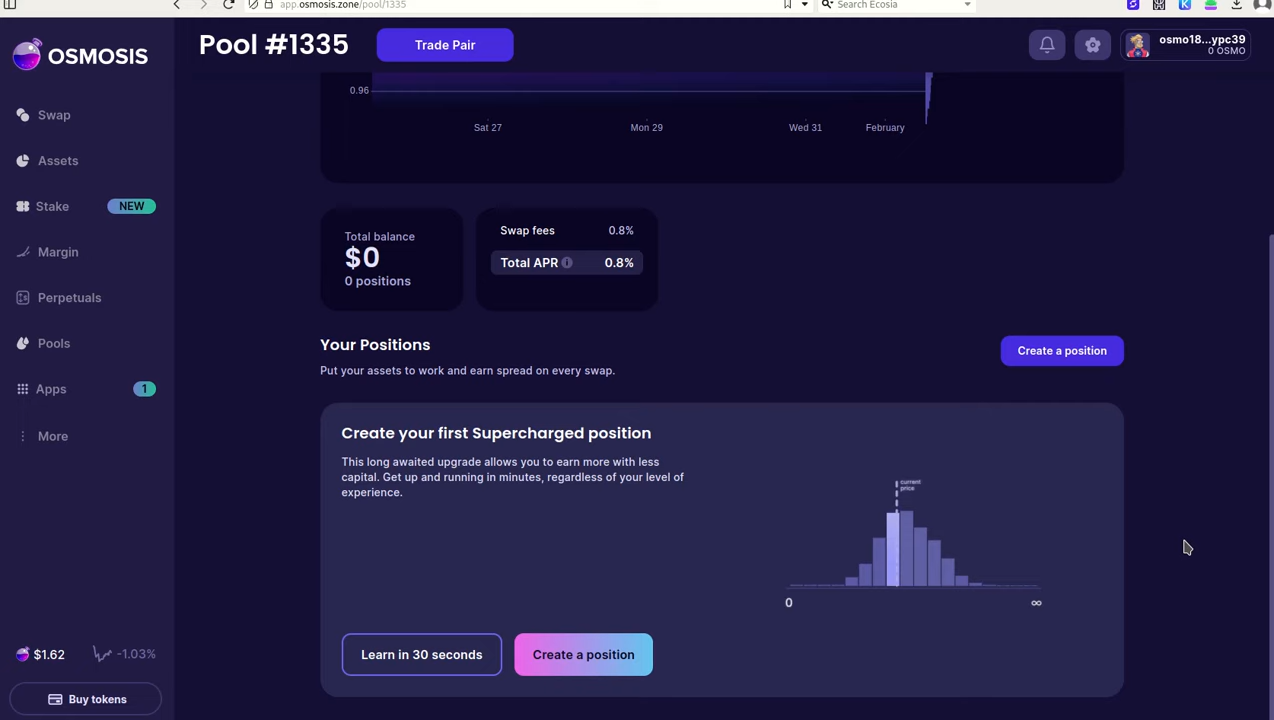 app.osmosis.zone/pool/1335
Search Ecosia
OSMOSIS
Pool #1335
Trade Pair
osmo18...ypc39
0 OSMO
Swap
Assets
Stake
NEW
Margin
Perpetuals
Pools
Apps
1
More
$1.62
-1.03%
Buy tokens
0.96
Sat 27
Mon 29
Wed 31
February
Total balance
$0
0 positions
Swap fees
0.8%
Total APR
0.8%
Your Positions
Put your assets to work and earn spread on every swap.
Create a position
Create your first Supercharged position
This long awaited upgrade allows you to earn more with less
capital. Get up and running in minutes, regardless of your level of
experience.
current
price
0
∞
Learn in 30 seconds
Create a position